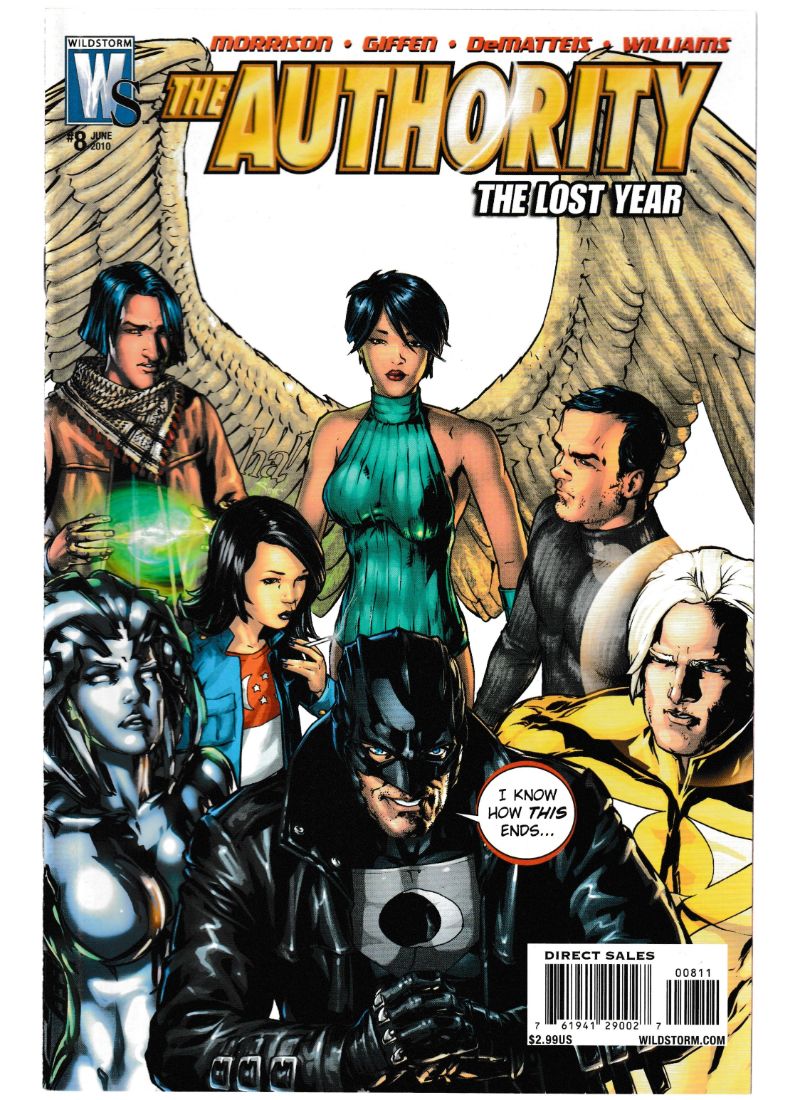 WILDSTORM
WS
#8 JUNE
2010
MORRISON • GIFFEN • DeMATTEIS • WILLIAMS
THE AUTHORITY
THE LOST YEAR
hal!
I KNOW
HOW THIS
ENDS...
DIRECT SALES
00811
7 61941 29002 7
$2.99US WILDSTORM.COM